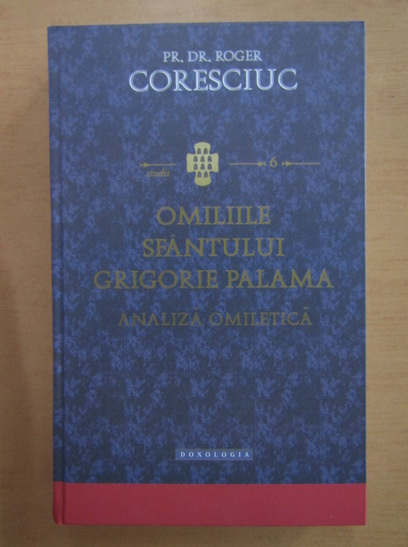 PR. DR. ROGER
CORESCIUC
studii
6
OMILIILE
SFÂNTULUI
GRIGORIE PALAMA
ANALIZA OMILETICĂ
DOXOLOGIA